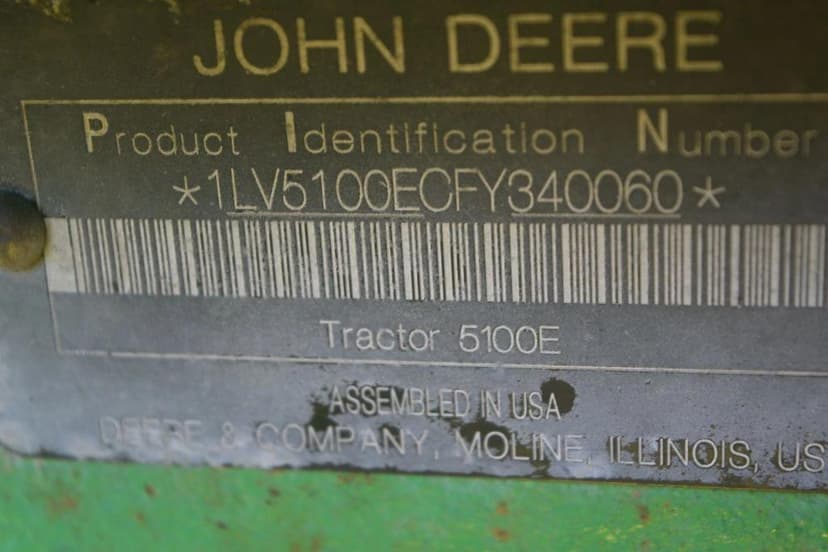 JOHN DEERE
Product Identification Number
*1LV5100ECFY340060*
Tractor 5100E
ASSEMBLED IN USA
DEERE & COMPANY, MOLINE, ILLINOIS, US